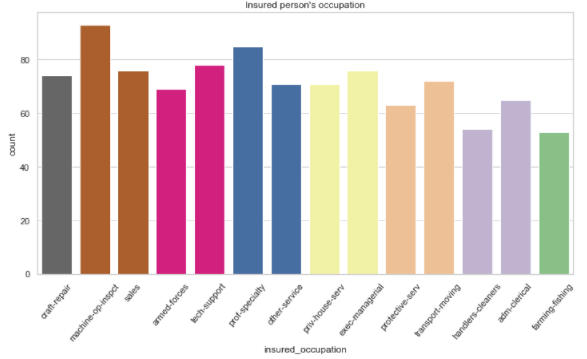 Insured person's occupation
80
60
40
20
0
count
craft-repair
machine-op-inspct
sales
armed-forces
tech-support
prof-specialty
other-service
priv-house-serv
exec-managerial
protective-serv
transport-moving
handlers-cleaners
adm-clerical
farming-fishing
insured_occupation